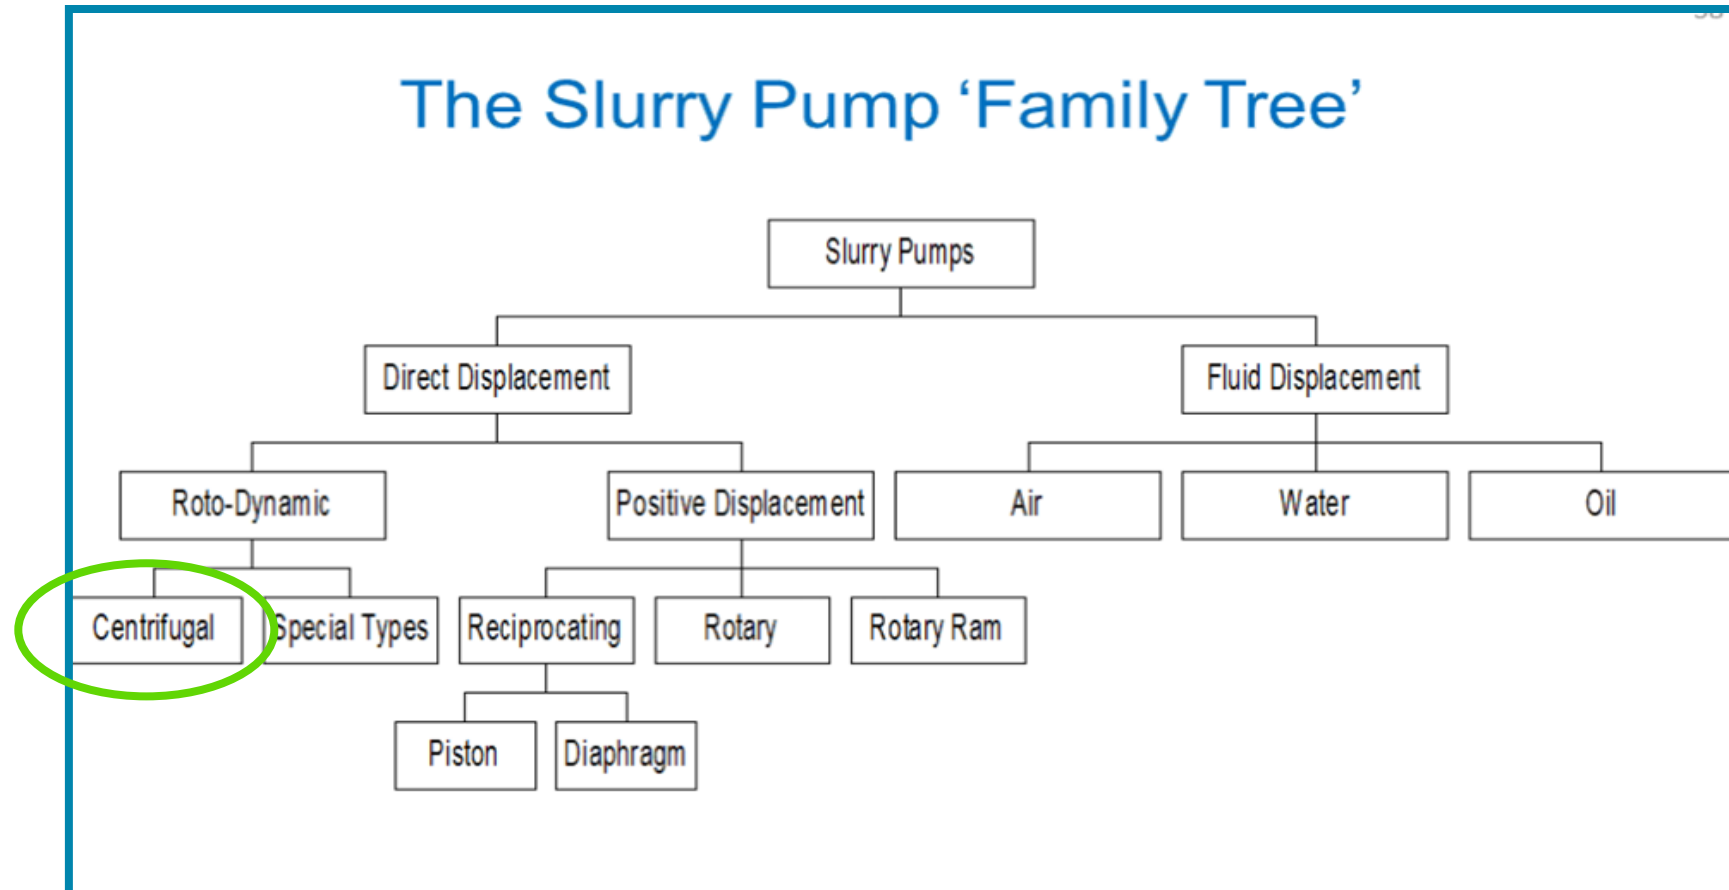 The Slurry Pump ‘Family Tree’
Slurry Pumps
Direct Displacement
Fluid Displacement
Roto-Dynamic
Positive Displacement
Air
Water
Oil
Centrifugal
Special Types
Reciprocating
Rotary
Rotary Ram
Piston
Diaphragm